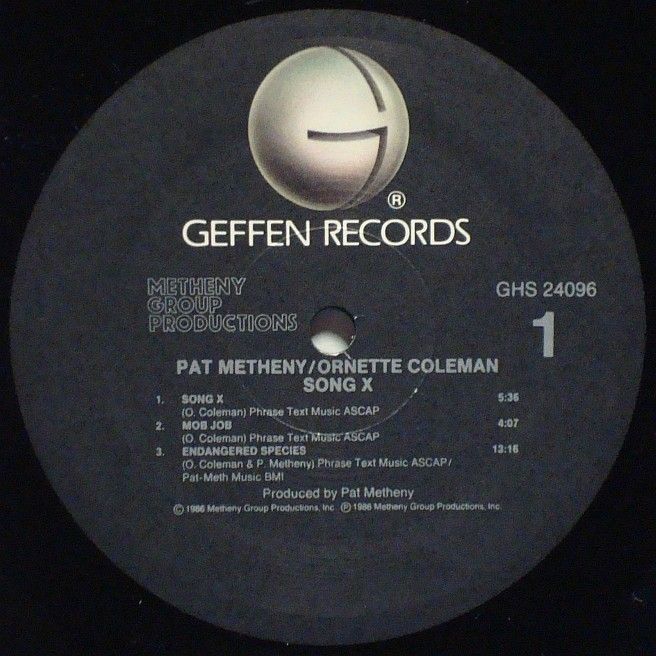 ®
GEFFEN RECORDS
METHENY
GROUP
PRODUCTIONS
GHS 24096
1
PAT METHENY/ORNETTE COLEMAN
SONG X
1. SONG X 5:36
(O. Coleman) Phrase Text Music ASCAP
2. MOB JOB 4:07
(O. Coleman) Phrase Text Music ASCAP
3. ENDANGERED SPECIES 13:16
(O. Coleman & P. Metheny) Phrase Text Music ASCAP/
Pat-Meth Music BMI
Produced by Pat Metheny
©1986 Metheny Group Productions, Inc ℗1986 Metheny Group Productions, Inc.